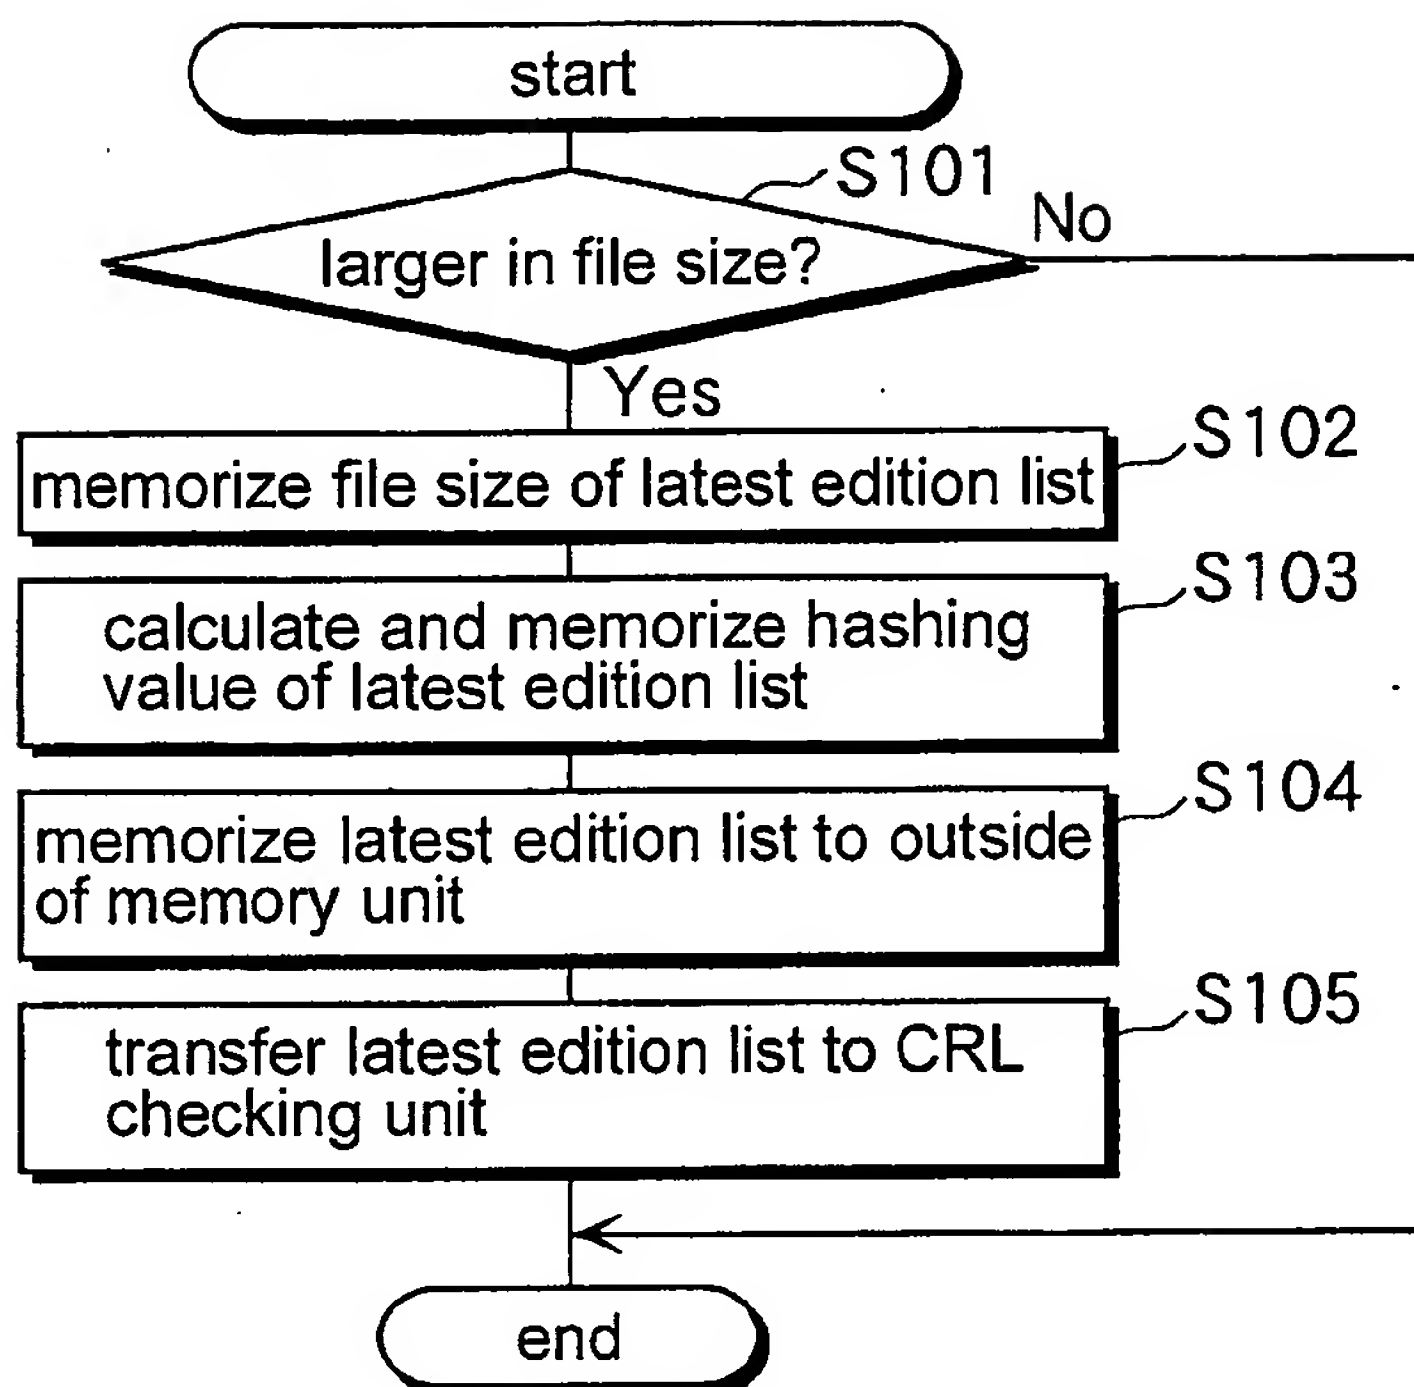 start
S101
No
larger in file size?
Yes
S102
memorize file size of latest edition list
S103
calculate and memorize hashing
value of latest edition list
S104
memorize latest edition list to outside
of memory unit
S105
transfer latest edition list to CRL
checking unit
end